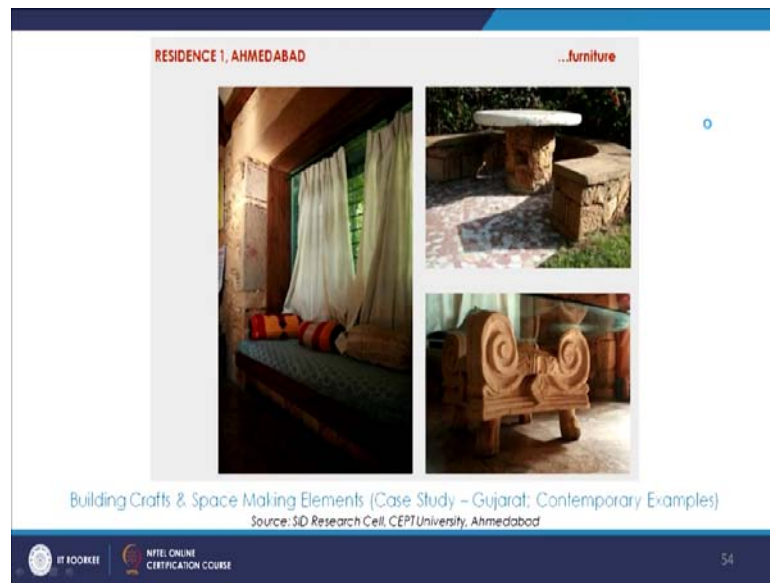 RESIDENCE 1, AHMEDABAD
...furniture
Building Crafts & Space Making Elements (Case Study – Gujarat; Contemporary Examples)
Source: SID Research Cell, CEPT University, Ahmedabad
IIT ROORKEE
NPTEL ONLINE
CERTIFICATION COURSE
54